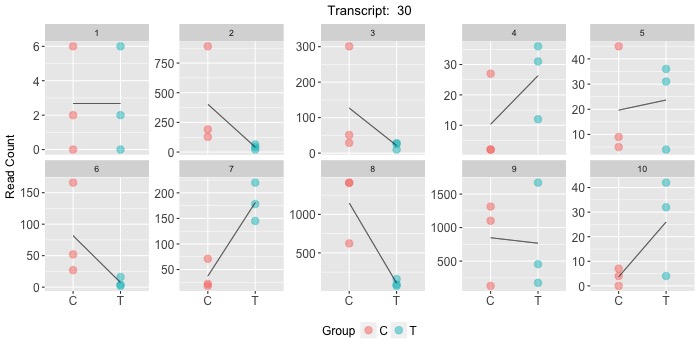 Transcript: 30
1 2 3 4 5
6 4 2 0
750 500 250 0
300 200 100 0
30 20 10
40 30 20 10
Read Count
6 7 8 9 10
150 100 50 0
200 150 100 50
1000 500
1500 1000 500
40 30 20 10 0
C T C T C T C T C T
Group C T